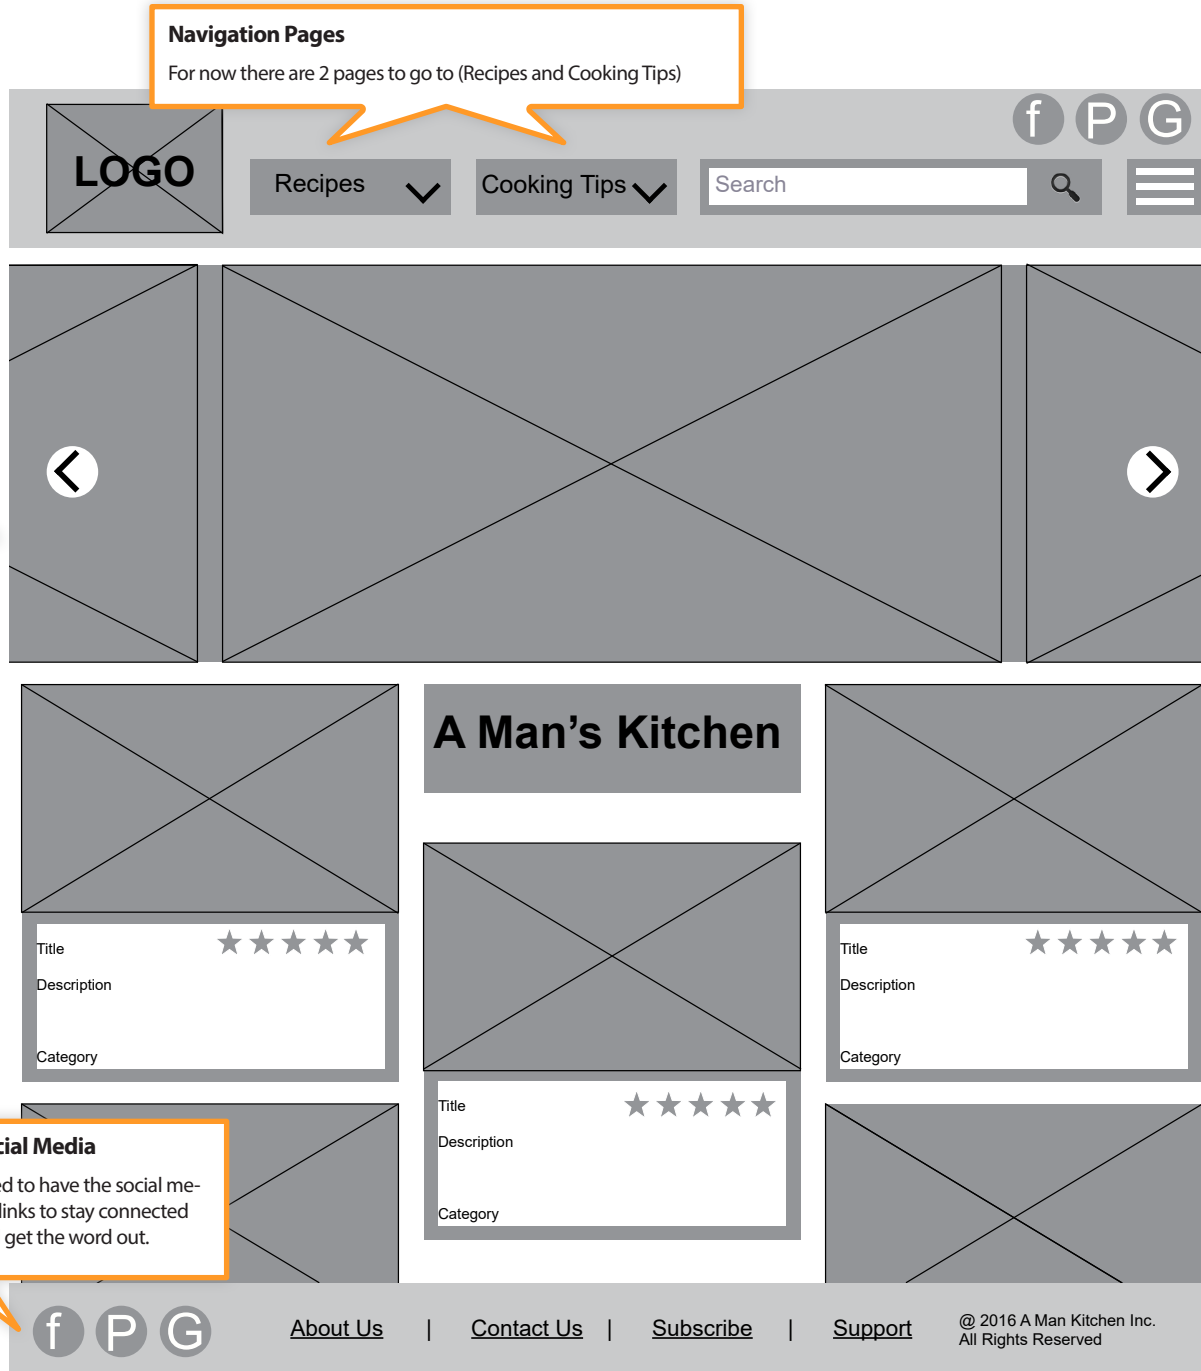 Navigation Pages
For now there are 2 pages to go to (Recipes and Cooking Tips)
f P G
LOGO
Recipes
Cooking Tips
Search
A Man's Kitchen
Title
Description
Category
Title
Description
Category
Title
Description
Category
cial Media
ed to have the social me-
links to stay connected
get the word out.
f P G
About Us | Contact Us | Subscribe | Support
@ 2016 A Man Kitchen Inc.
All Rights Reserved